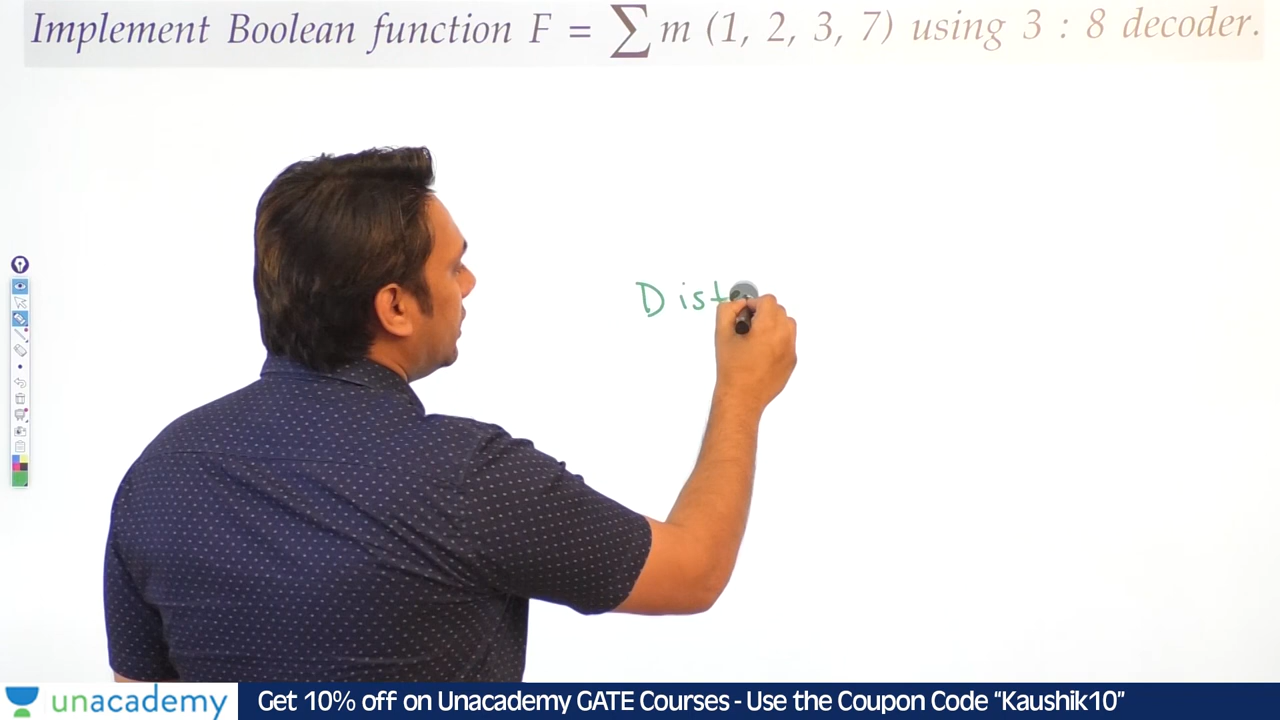 Implement Boolean function F = ∑ m (1, 2, 3, 7) using 3 : 8 decoder.
unacademy
Get 10% off on Unacademy GATE Courses - Use the Coupon Code “Kaushik10”